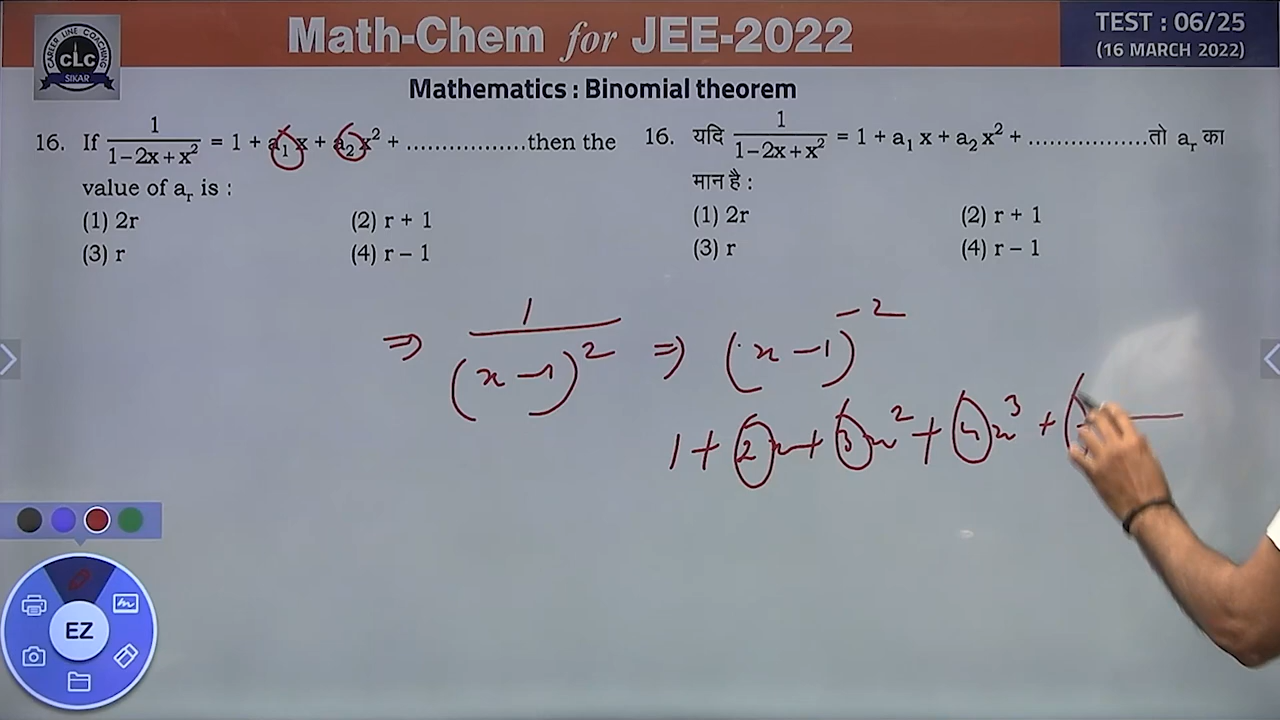 CAREER LINE COACHING
CLC
SIKAR
Math-Chem for JEE-2022
TEST : 06/25
(16 MARCH 2022)
Mathematics : Binomial theorem
16. If 1/(1–2x+x²) = 1 + a₁x + a₂x² + ..................then the
value of aᵣ is :
(1) 2r (2) r + 1
(3) r (4) r – 1
16. यदि 1/(1–2x+x²) = 1 + a₁ x + a₂ x² + ..................तो aᵣ का
मान है :
(1) 2r (2) r + 1
(3) r (4) r – 1
⇒ 1/(x – 1)² ⇒ (x – 1)⁻²
1 + 2x + 3x² + 4x³ +
EZ